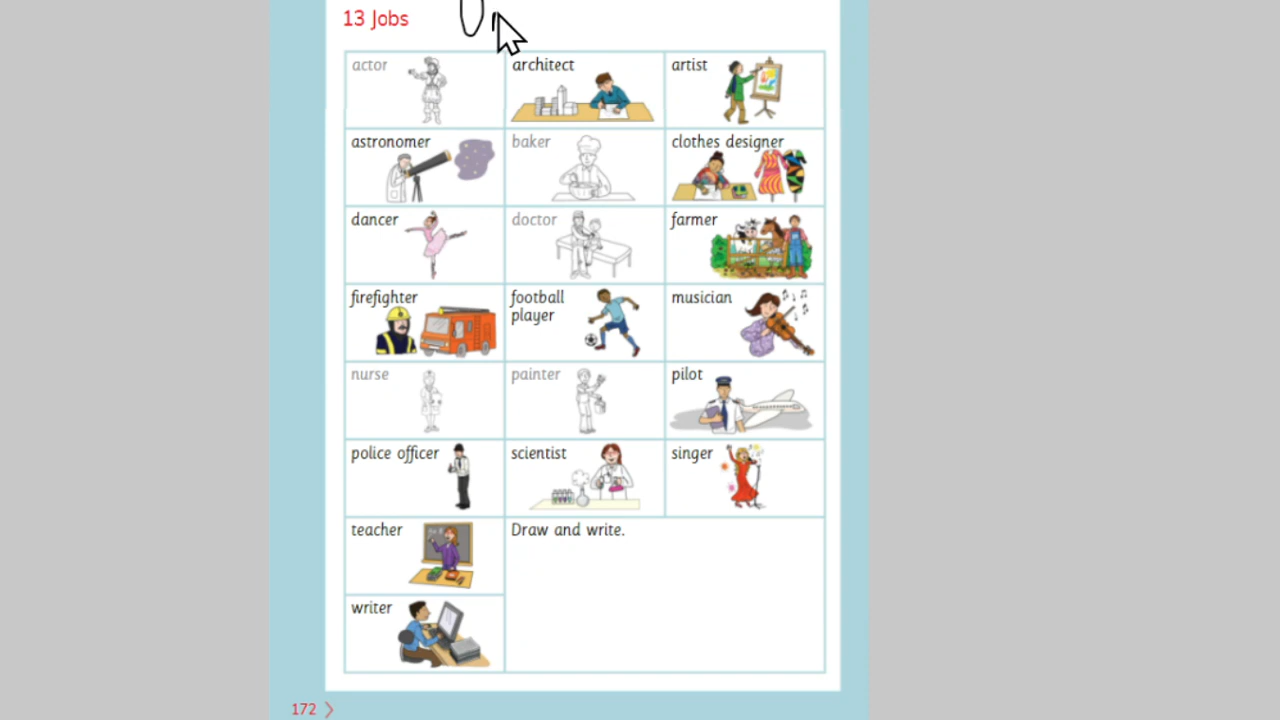 13 Jobs
actor
architect
artist
astronomer
baker
clothes designer
dancer
doctor
farmer
firefighter
football
player
musician
nurse
painter
pilot
police officer
scientist
singer
teacher
Draw and write.
writer
172